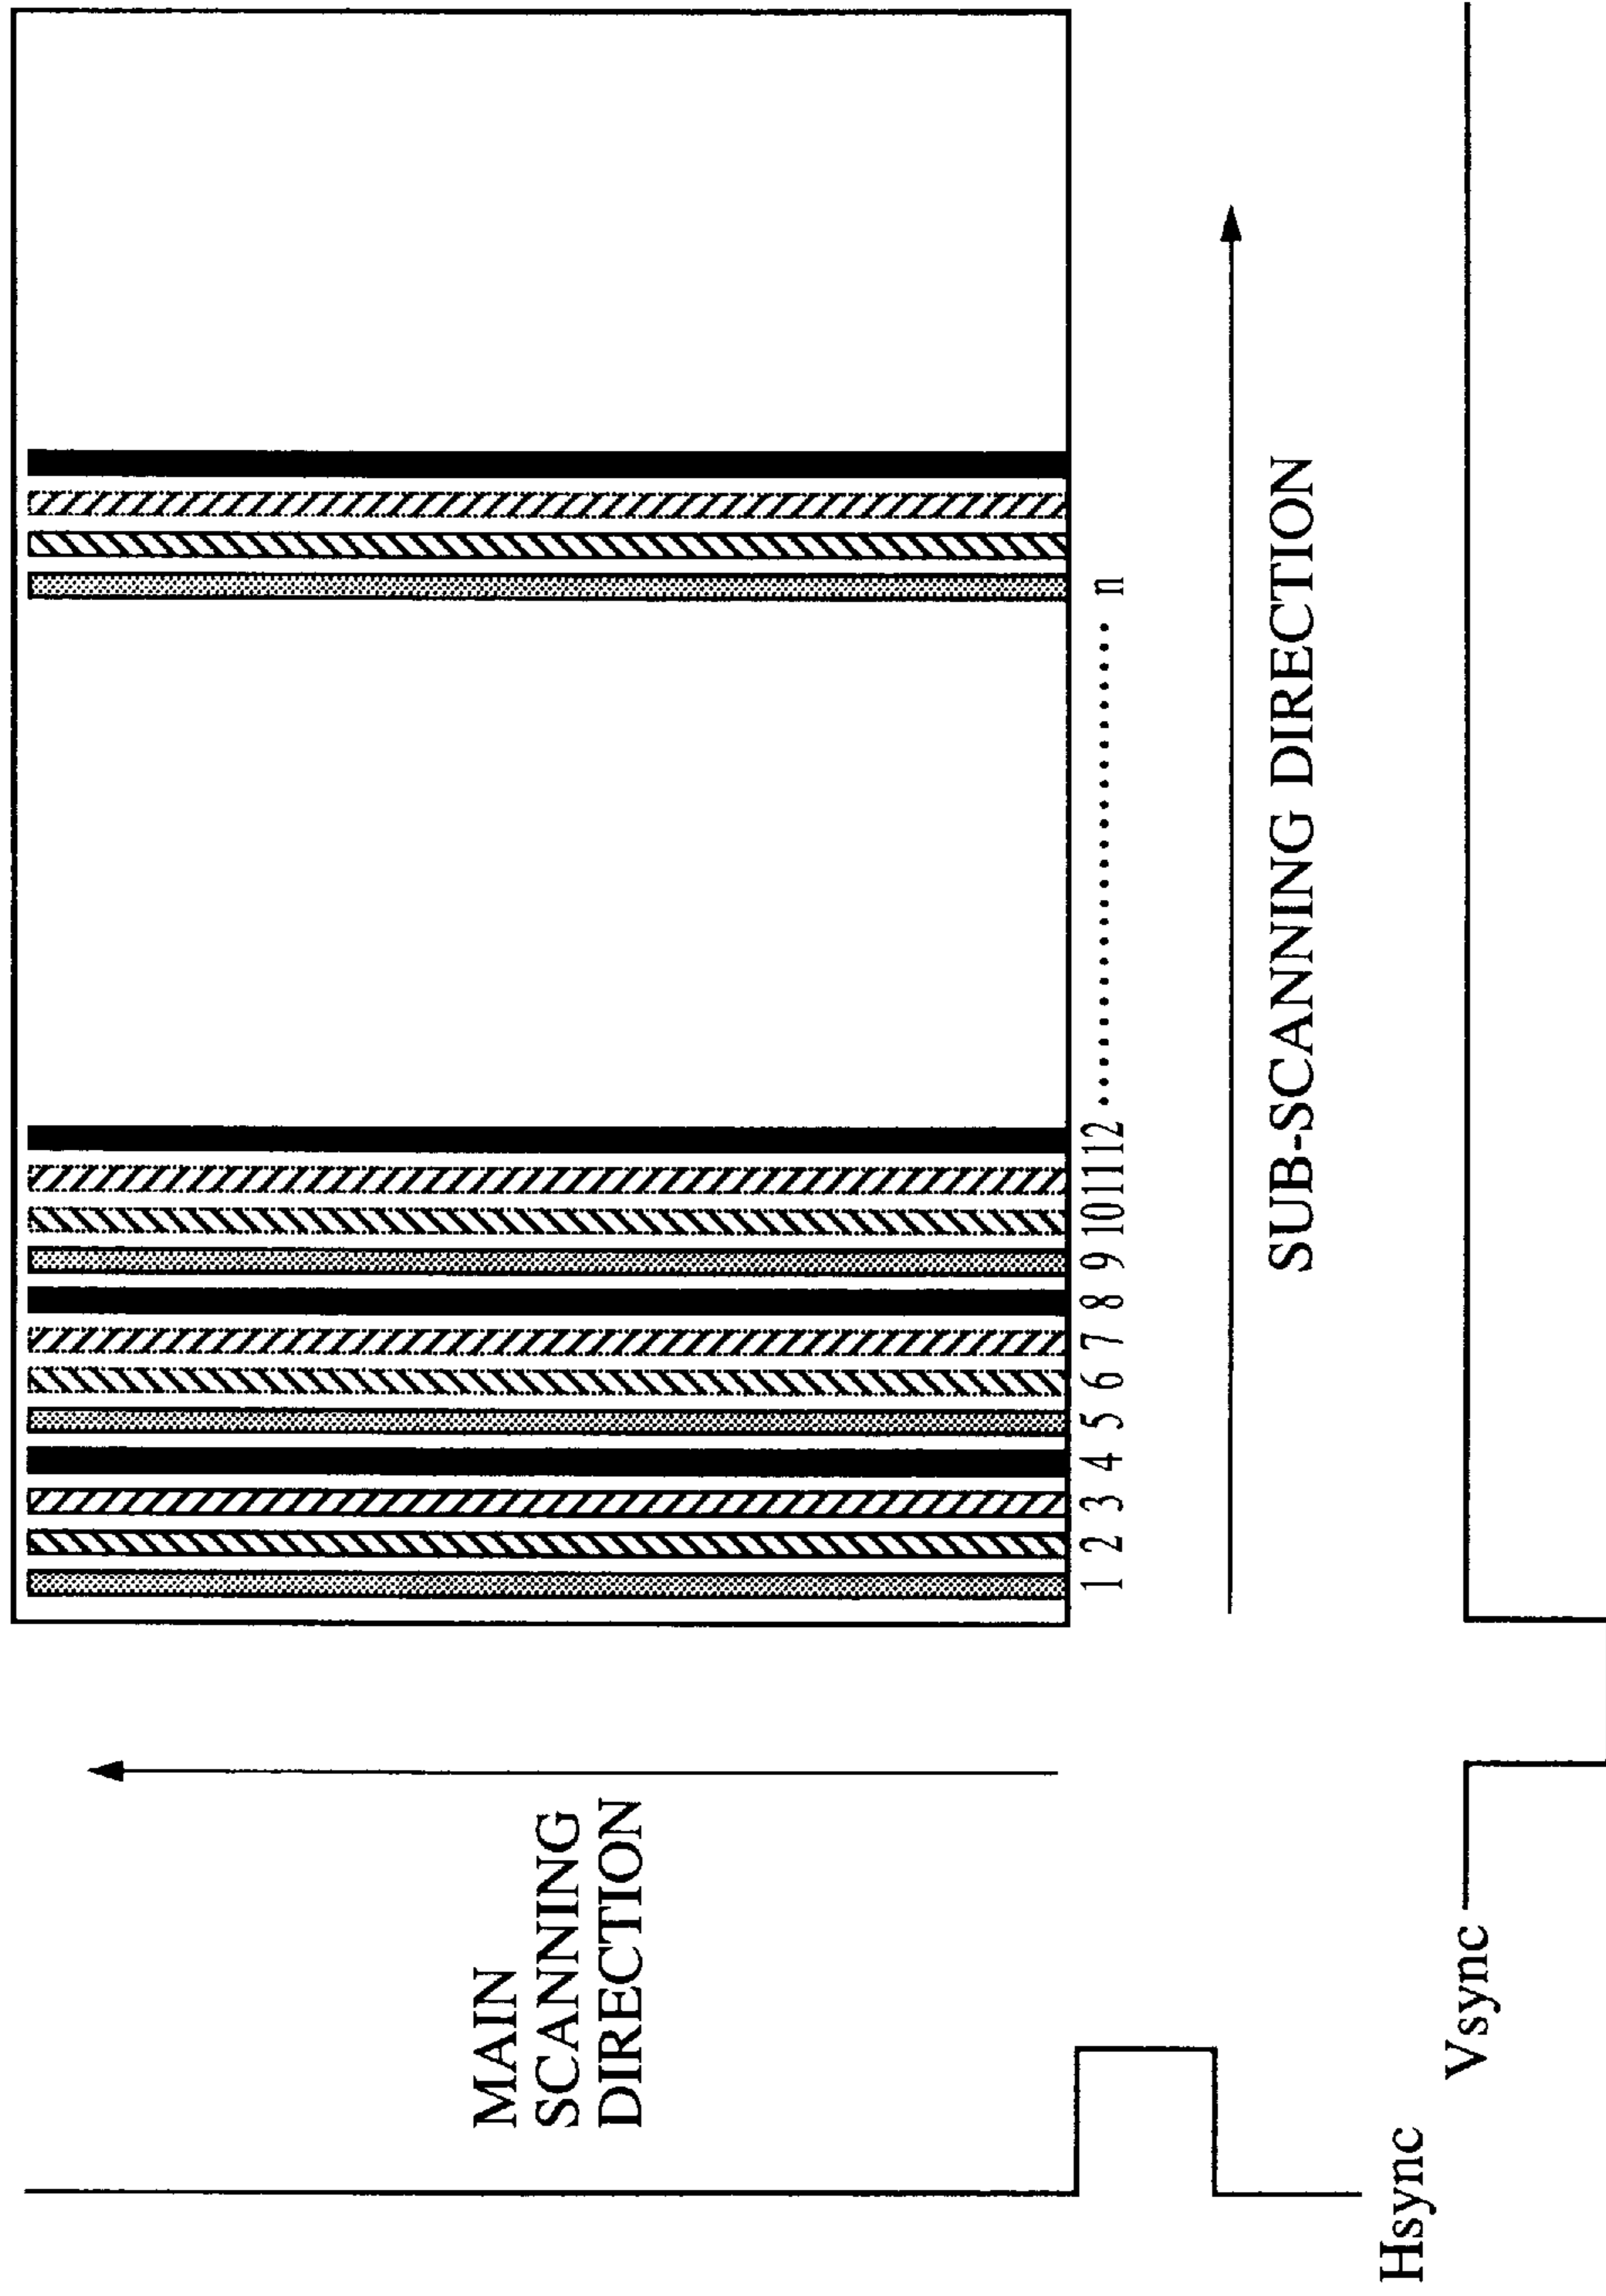 MAIN
SCANNING
DIRECTION
1 2 3 4 5 6 7 8 9 10 11 12 ........................ n
SUB-SCANNING DIRECTION
Hsync
Vsync